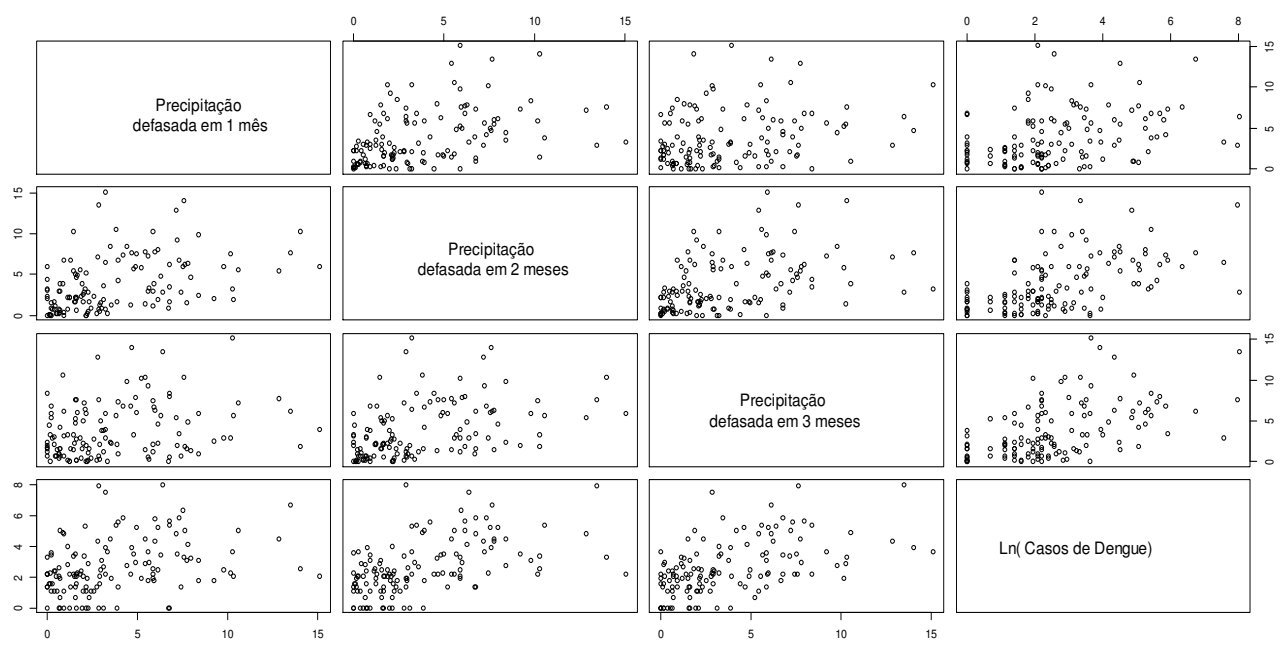 0 5 10 15 0 2 4 6 8
Precipitação
defasada em 1 mês
0 5 10 15
0 5 10 15
Precipitação
defasada em 2 meses
Precipitação
defasada em 3 meses
0 5 10 15
0 2 4 6 8
Ln( Casos de Dengue)
0 5 10 15 0 5 10 15